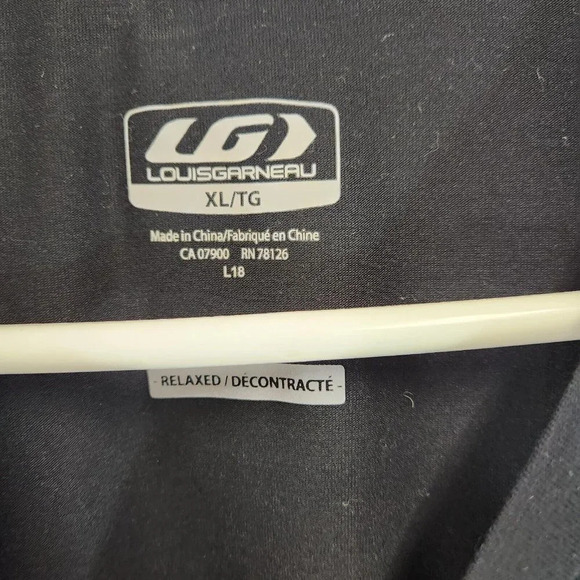 LG
LOUISGARNEAU
XL/TG
Made in China/Fabriqué en Chine
CA 07900 RN 78126
L18
- RELAXED / DÉCONTRACTÉ -